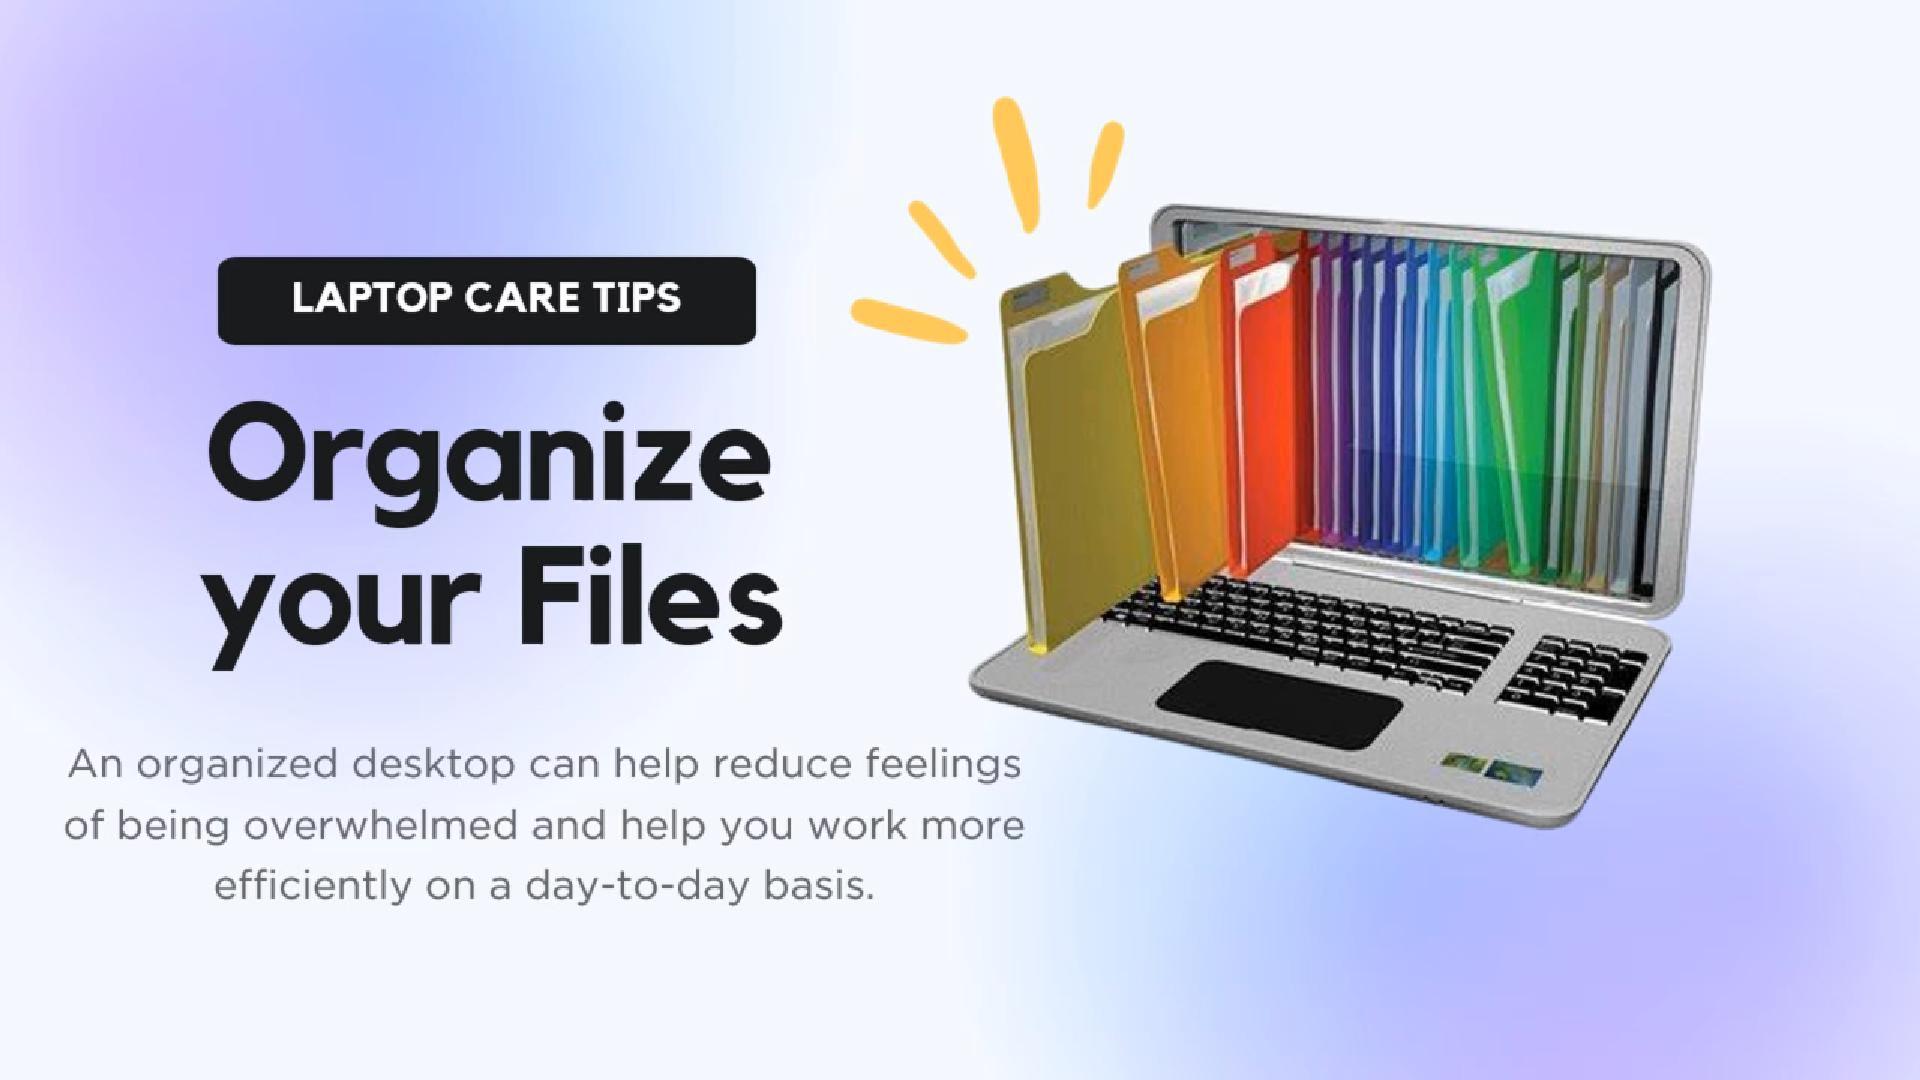 LAPTOP CARE TIPS
Organize
your Files
An organized desktop can help reduce feelings
of being overwhelmed and help you work more
efficiently on a day-to-day basis.